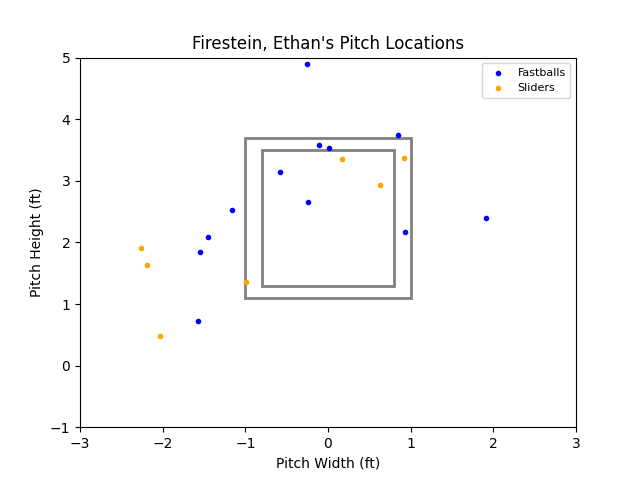 Firestein, Ethan's Pitch Locations
Fastballs
Sliders
5
4
3
2
1
0
−1
Pitch Height (ft)
−3
−2
−1
0
1
2
3
Pitch Width (ft)